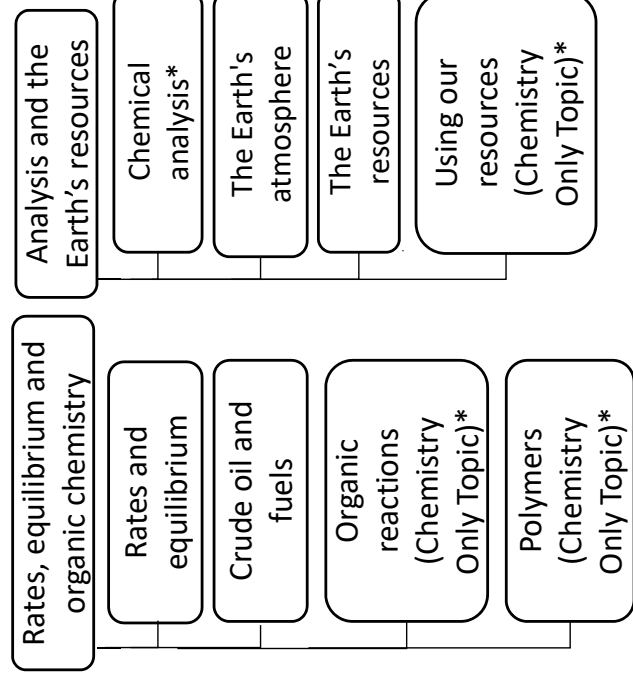 Rates, equilibrium and
organic chemistry
Rates and
equilibrium
Crude oil and
fuels
Organic
reactions
(Chemistry
Only Topic)*
Polymers
(Chemistry
Only Topic)*
Analysis and the
Earth’s resources
Chemical
analysis*
The Earth's
atmosphere
The Earth’s
resources
Using our
resources
(Chemistry
Only Topic)*